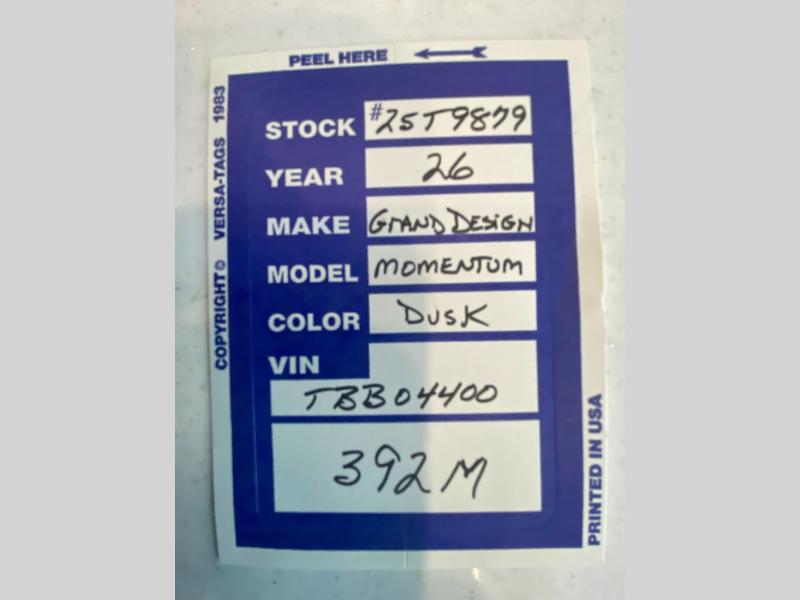 PEEL HERE
COPYRIGHT © VERSA-TAGS 1983
STOCK #25T9879
YEAR 26
MAKE GRAND DESIGN
MODEL MOMENTUM
COLOR DUSK
VIN
TBB04400
392M
PRINTED IN USA